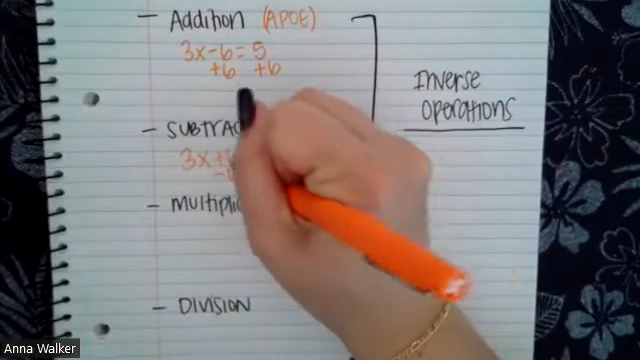 - Addition (APOE)
3x-6=5
+6 +6
Inverse
Operations
- SUBTRAC
3x+
- multipli
- DIVISION
Anna Walker